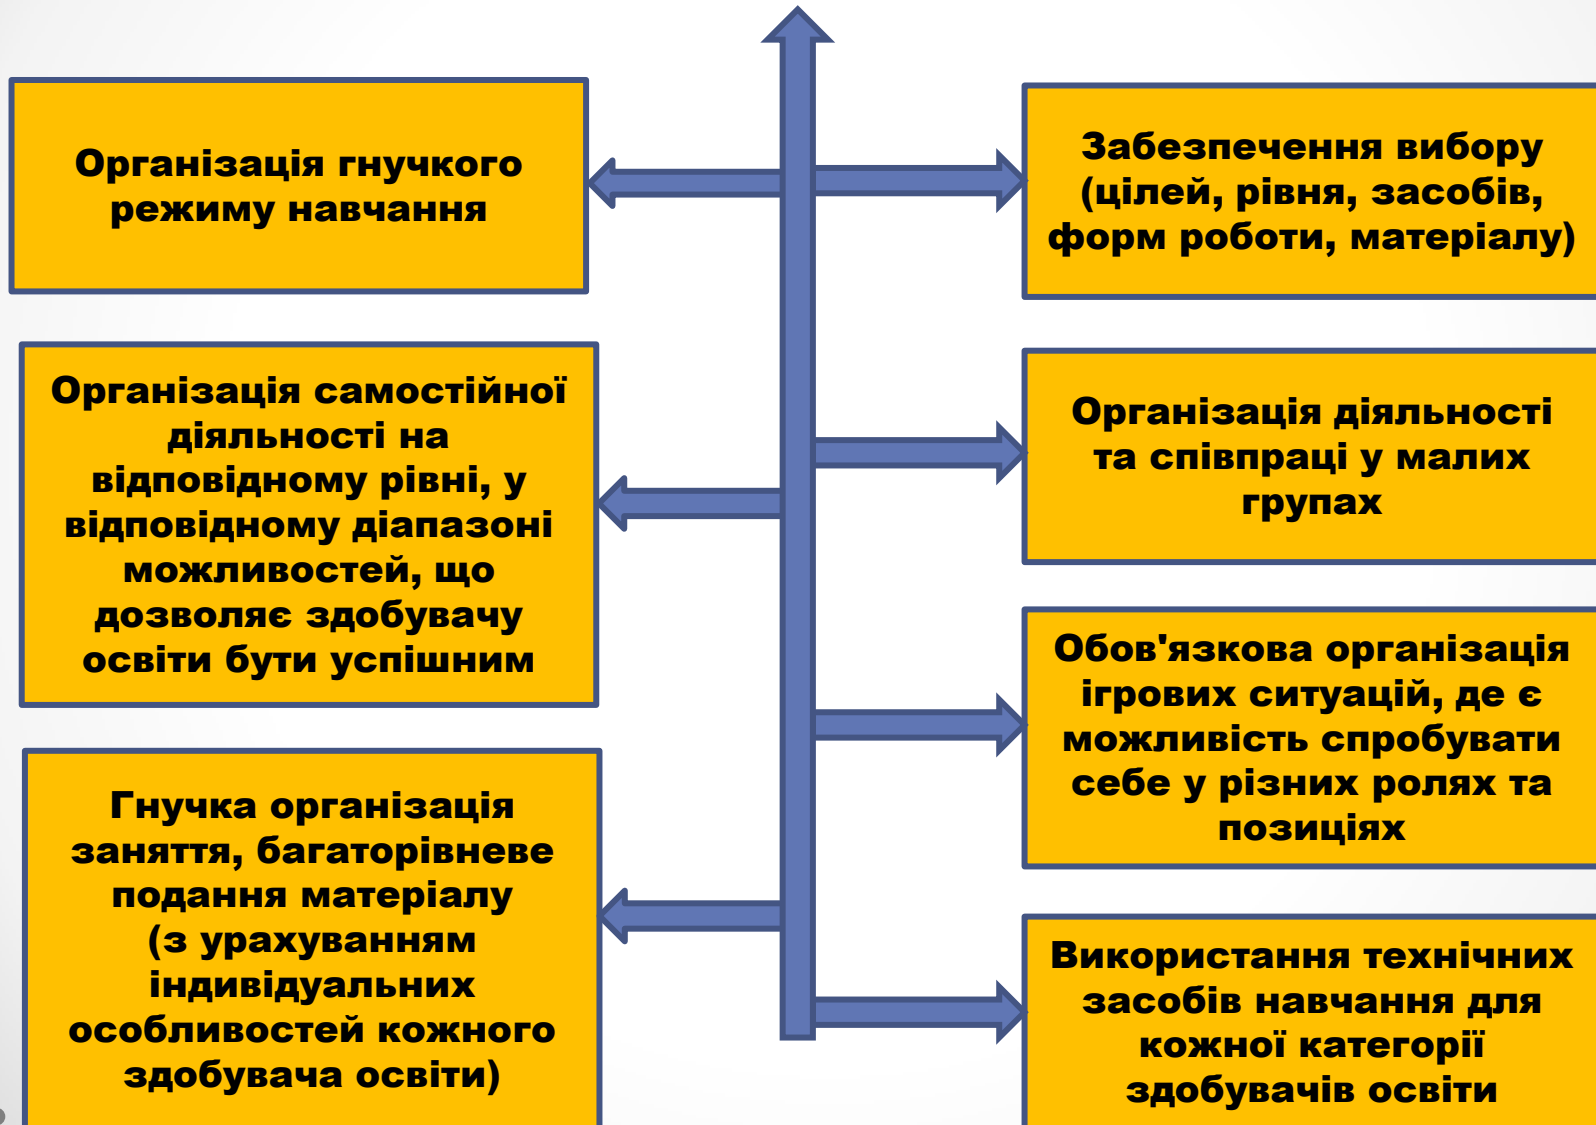 Організація гнучкого
режиму навчання
Організація самостійної
діяльності на
відповідному рівні, у
відповідному діапазоні
можливостей, що
дозволяє здобувачу
освіти бути успішним
Гнучка організація
заняття, багаторівневе
подання матеріалу
(з урахуванням
індивідуальних
особливостей кожного
здобувача освіти)
Забезпечення вибору
(цілей, рівня, засобів,
форм роботи, матеріалу)
Організація діяльності
та співпраці у малих
групах
Обов'язкова організація
ігрових ситуацій, де є
можливість спробувати
себе у різних ролях та
позиціях
Використання технічних
засобів навчання для
кожної категорії
здобувачів освіти